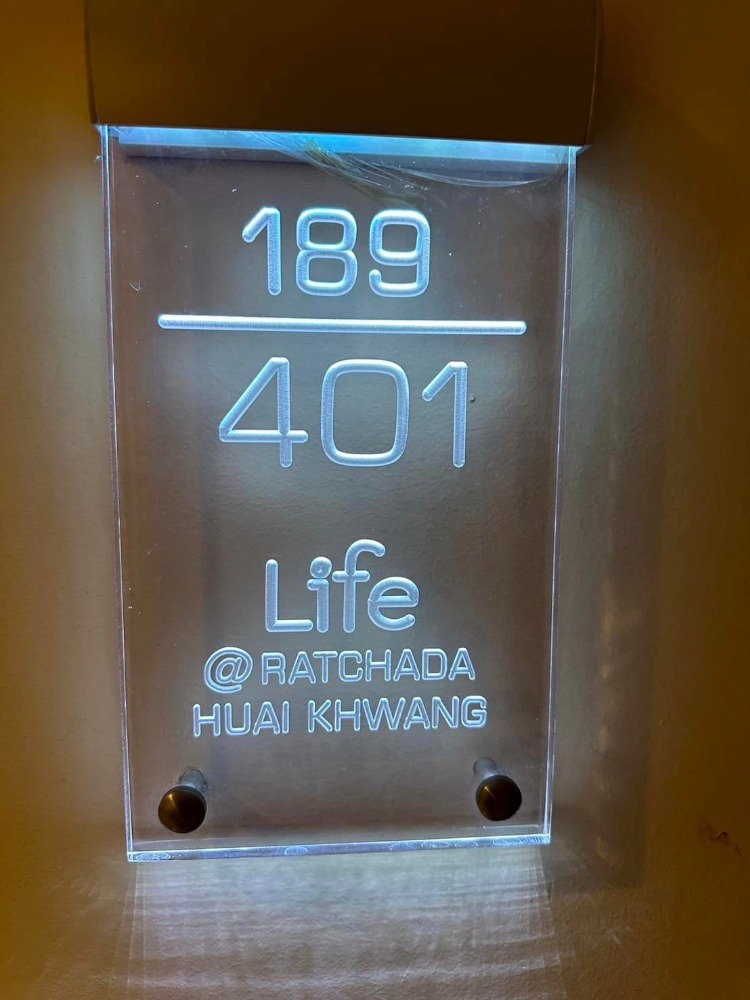 189
401
Life
@RATCHADA
HUAI KHWANG